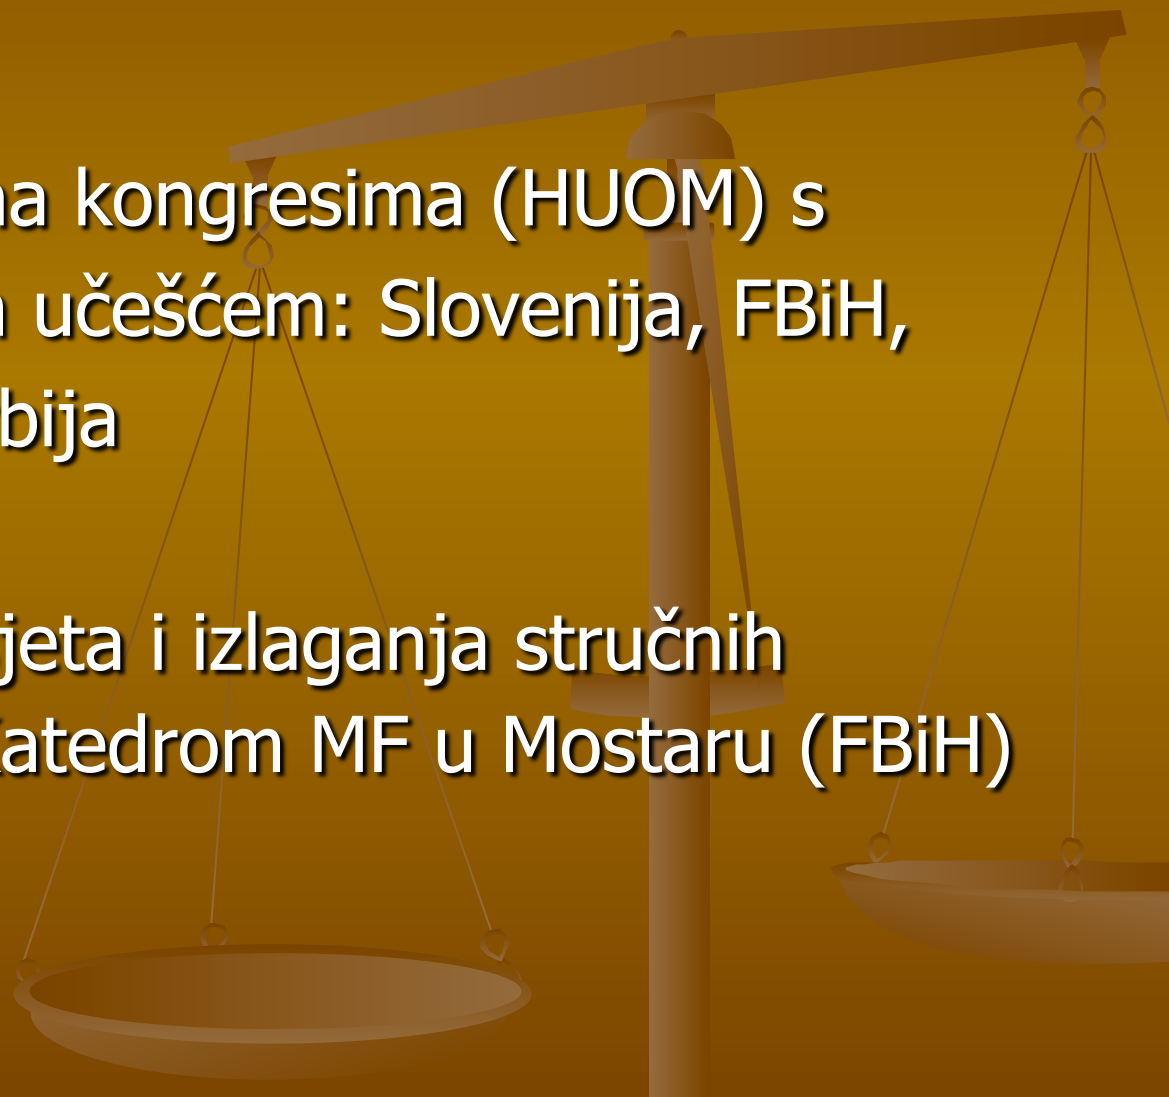 na kongresima (HUOM) s
učešćem: Slovenija, FBiH,
bija
jeta i izlaganja stručnih
atedrom MF u Mostaru (FBiH)